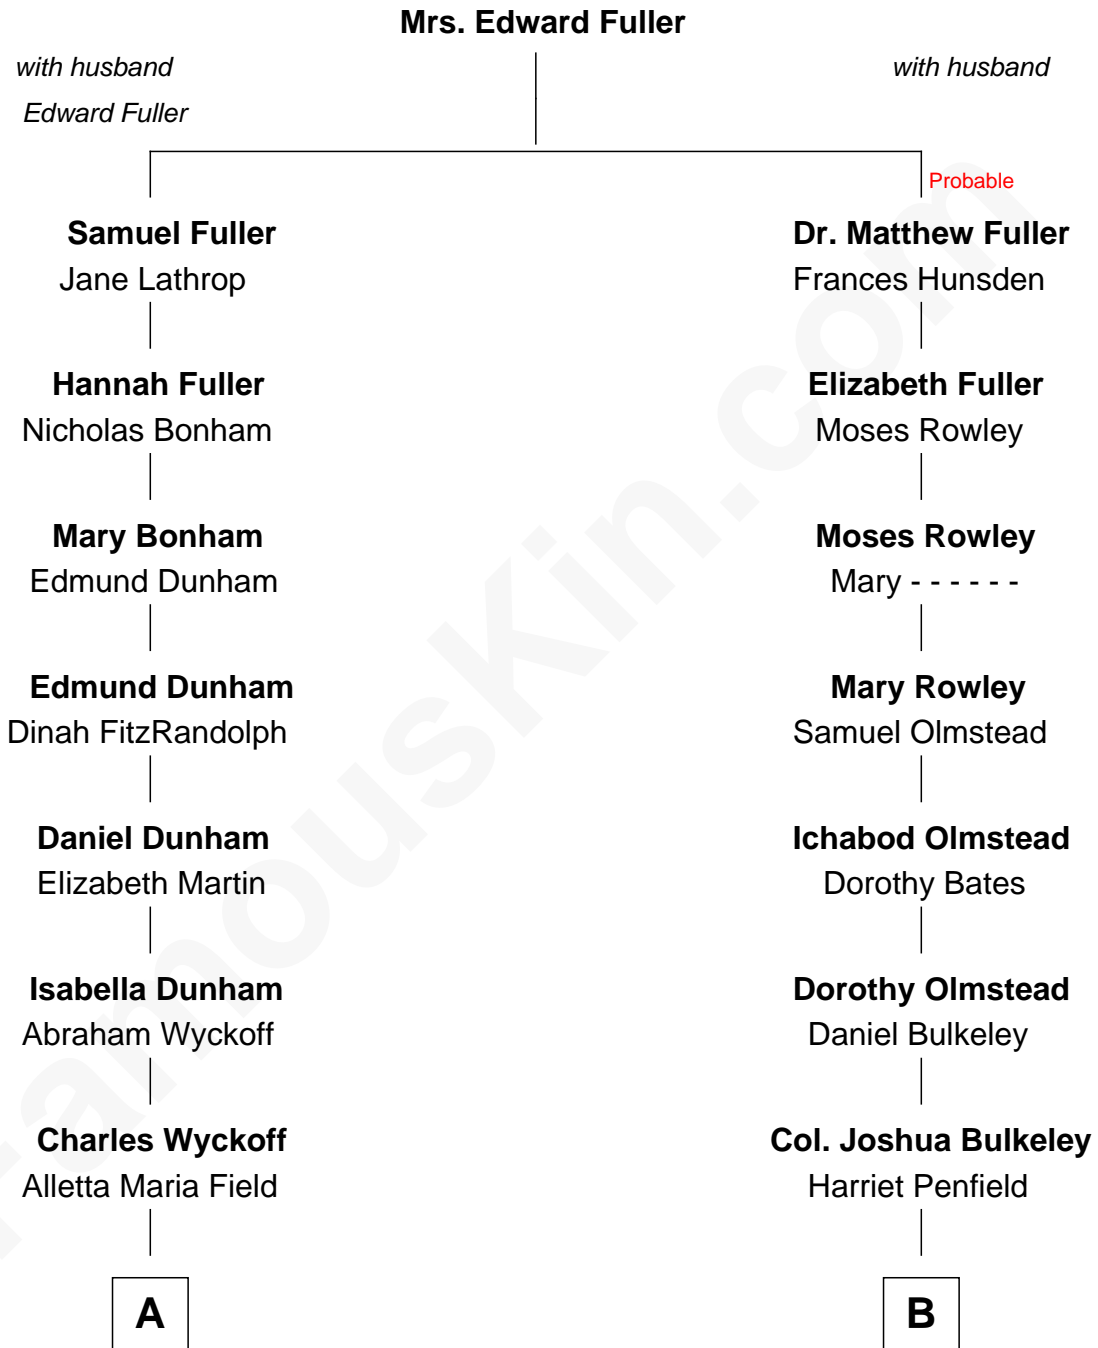 Mrs. Edward Fuller
with husband
Edward Fuller
with husband
Probable
Samuel Fuller
Jane Lathrop
Dr. Matthew Fuller
Frances Hunsden
Hannah Fuller
Nicholas Bonham
Elizabeth Fuller
Moses Rowley
Mary Bonham
Edmund Dunham
Moses Rowley
Mary - - - - - -
Edmund Dunham
Dinah FitzRandolph
Mary Rowley
Samuel Olmstead
Daniel Dunham
Elizabeth Martin
Ichabod Olmstead
Dorothy Bates
Isabella Dunham
Abraham Wyckoff
Dorothy Olmstead
Daniel Bulkeley
Charles Wyckoff
Alletta Maria Field
Col. Joshua Bulkeley
Harriet Penfield
A
B
FamousKin.com